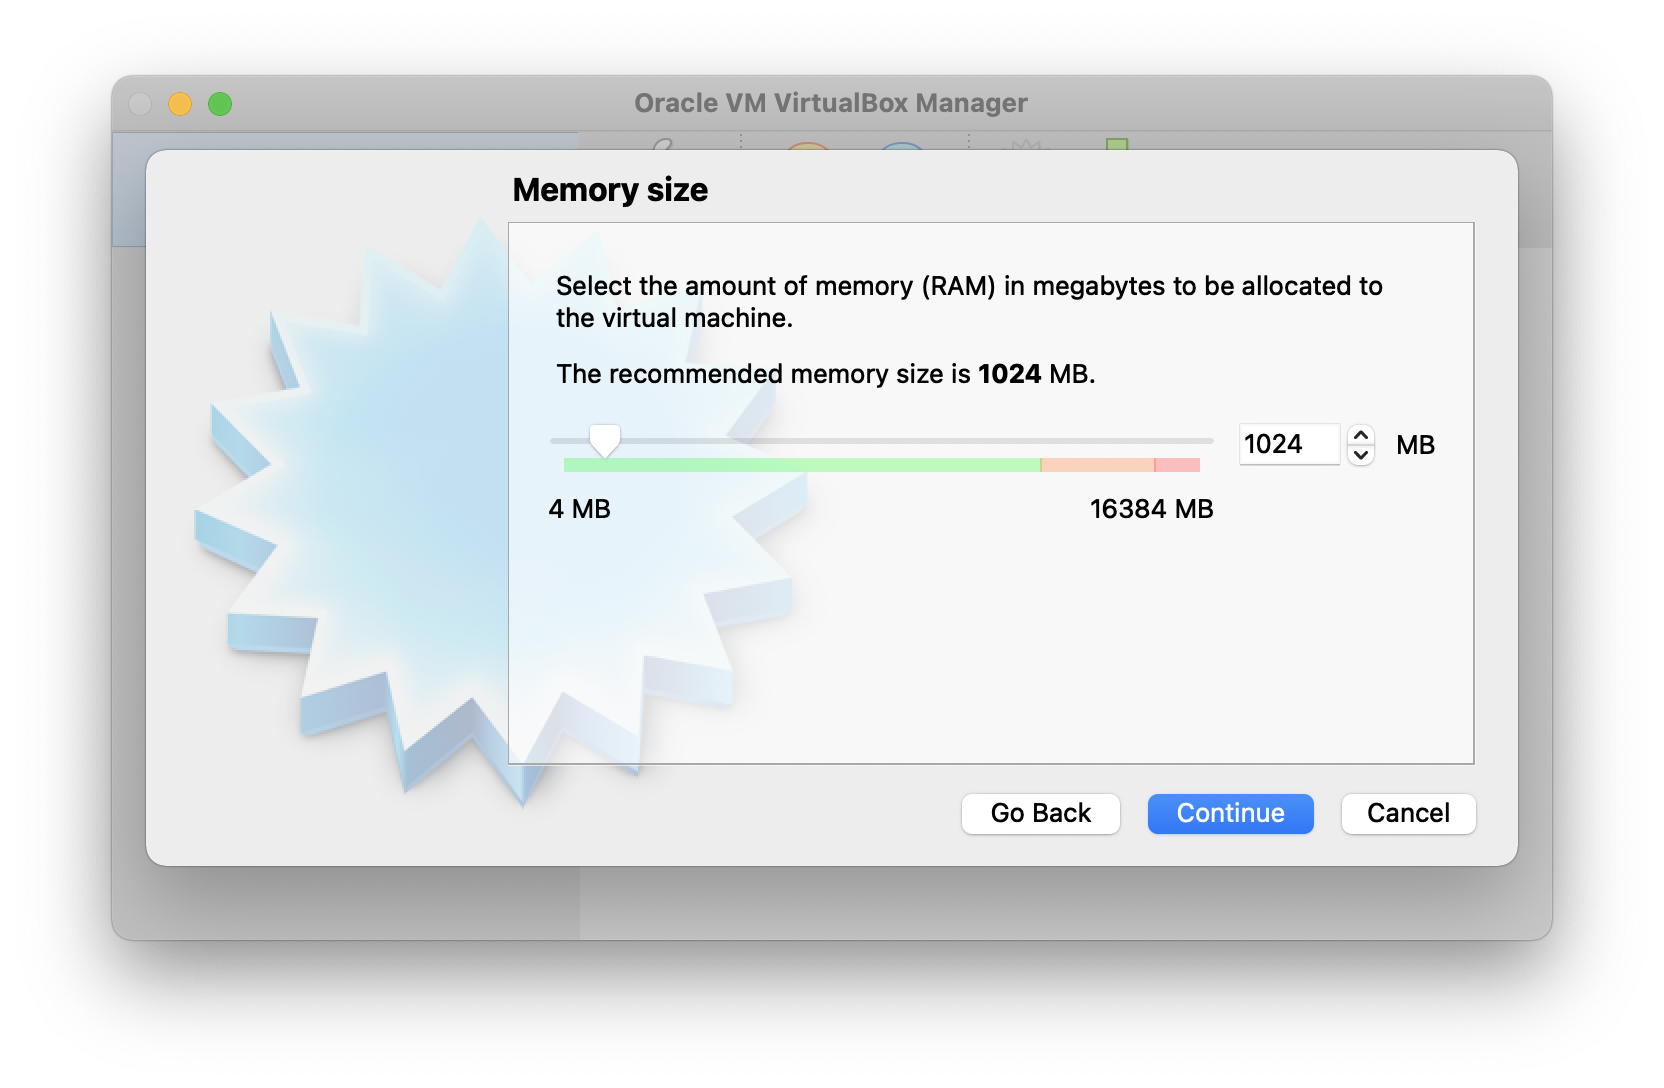 Oracle VM VirtualBox Manager
Memory size
Select the amount of memory (RAM) in megabytes to be allocated to
the virtual machine.
The recommended memory size is 1024 MB.
1024 MB
4 MB 16384 MB
Go Back Continue Cancel